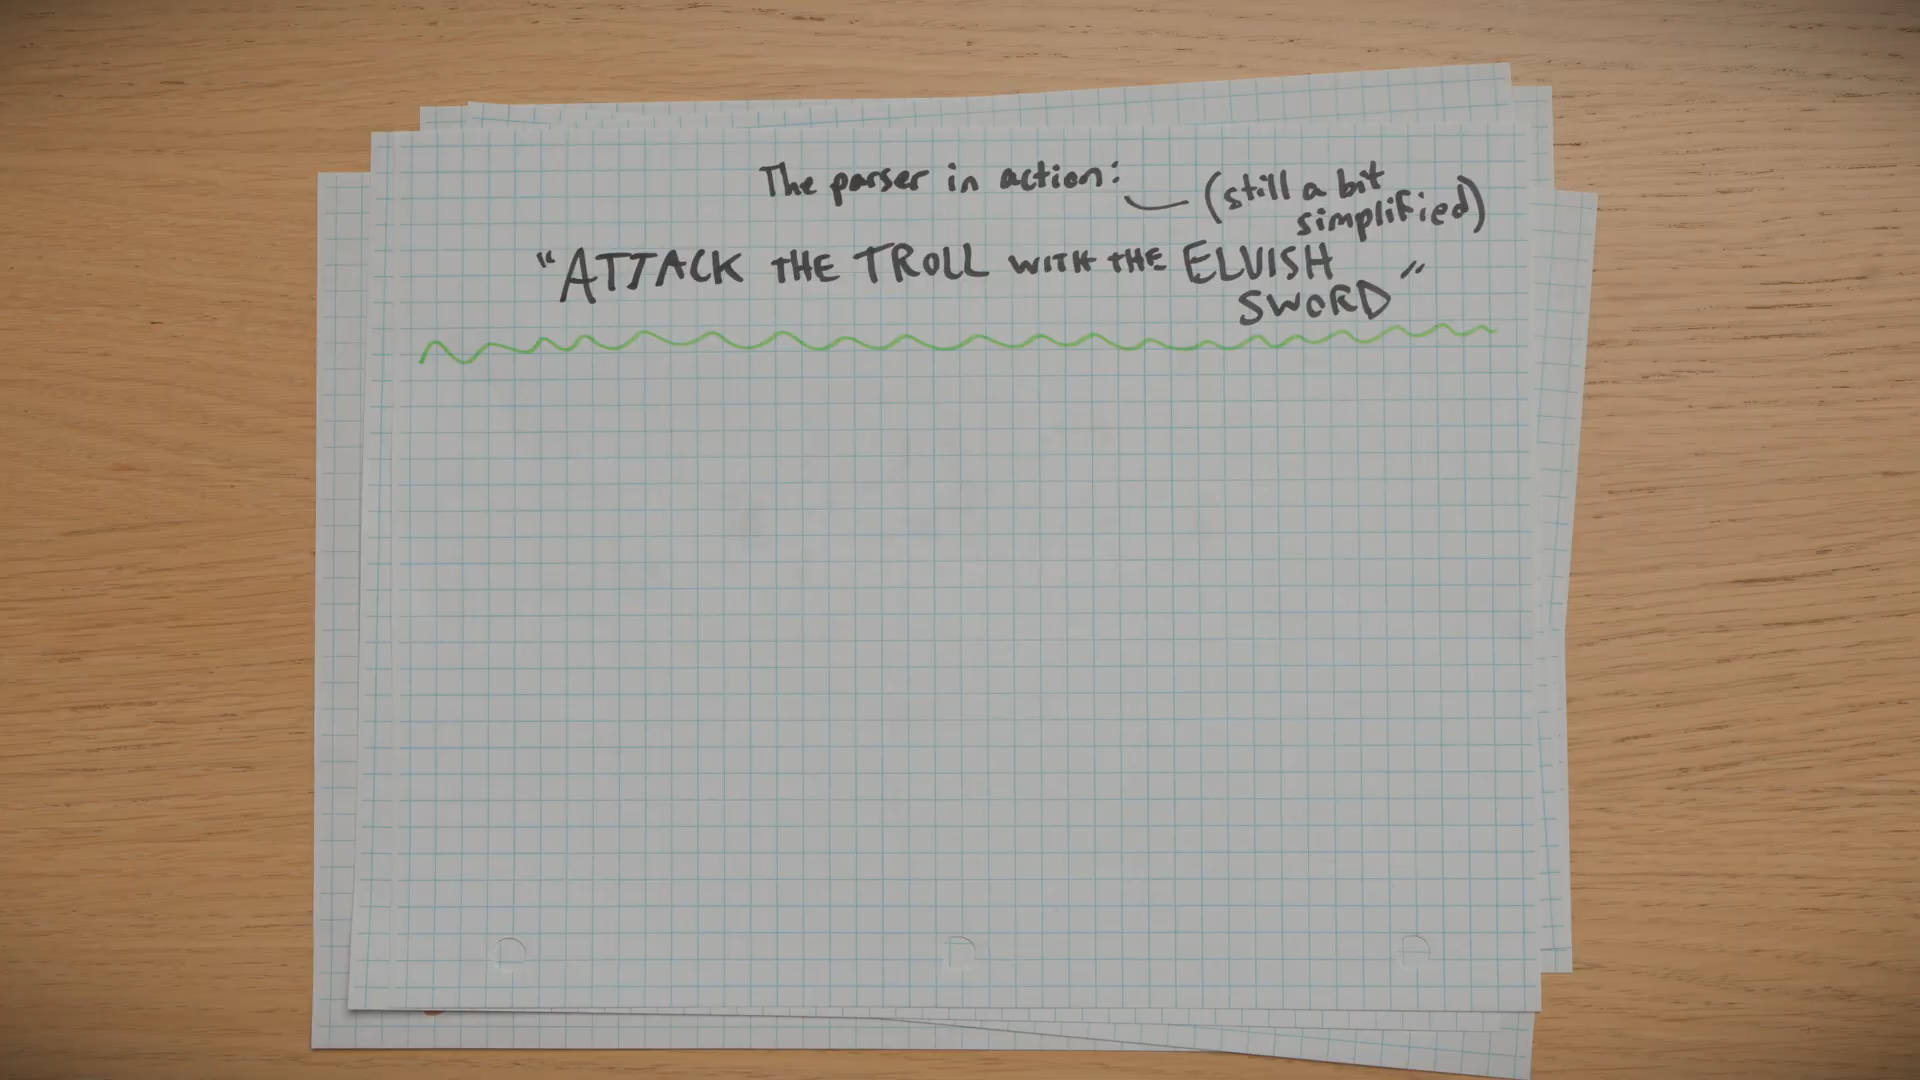 The parser in action:
(still a bit
simplified)
"ATTACK THE TROLL WITH THE ELVISH
SWORD"